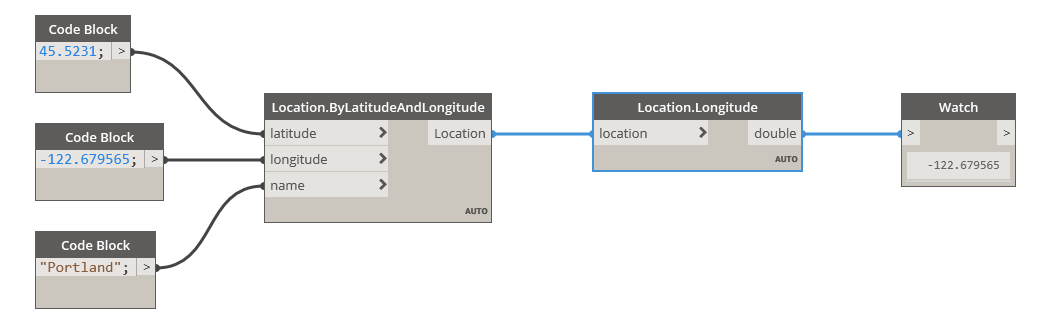 Code Block
45.5231; >
Code Block
-122.679565; >
Code Block
"Portland"; >
Location.ByLatitudeAndLongitude
latitude > Location
longitude >
name >
AUTO
Location.Longitude
location > double
AUTO
Watch
> >
-122.679565